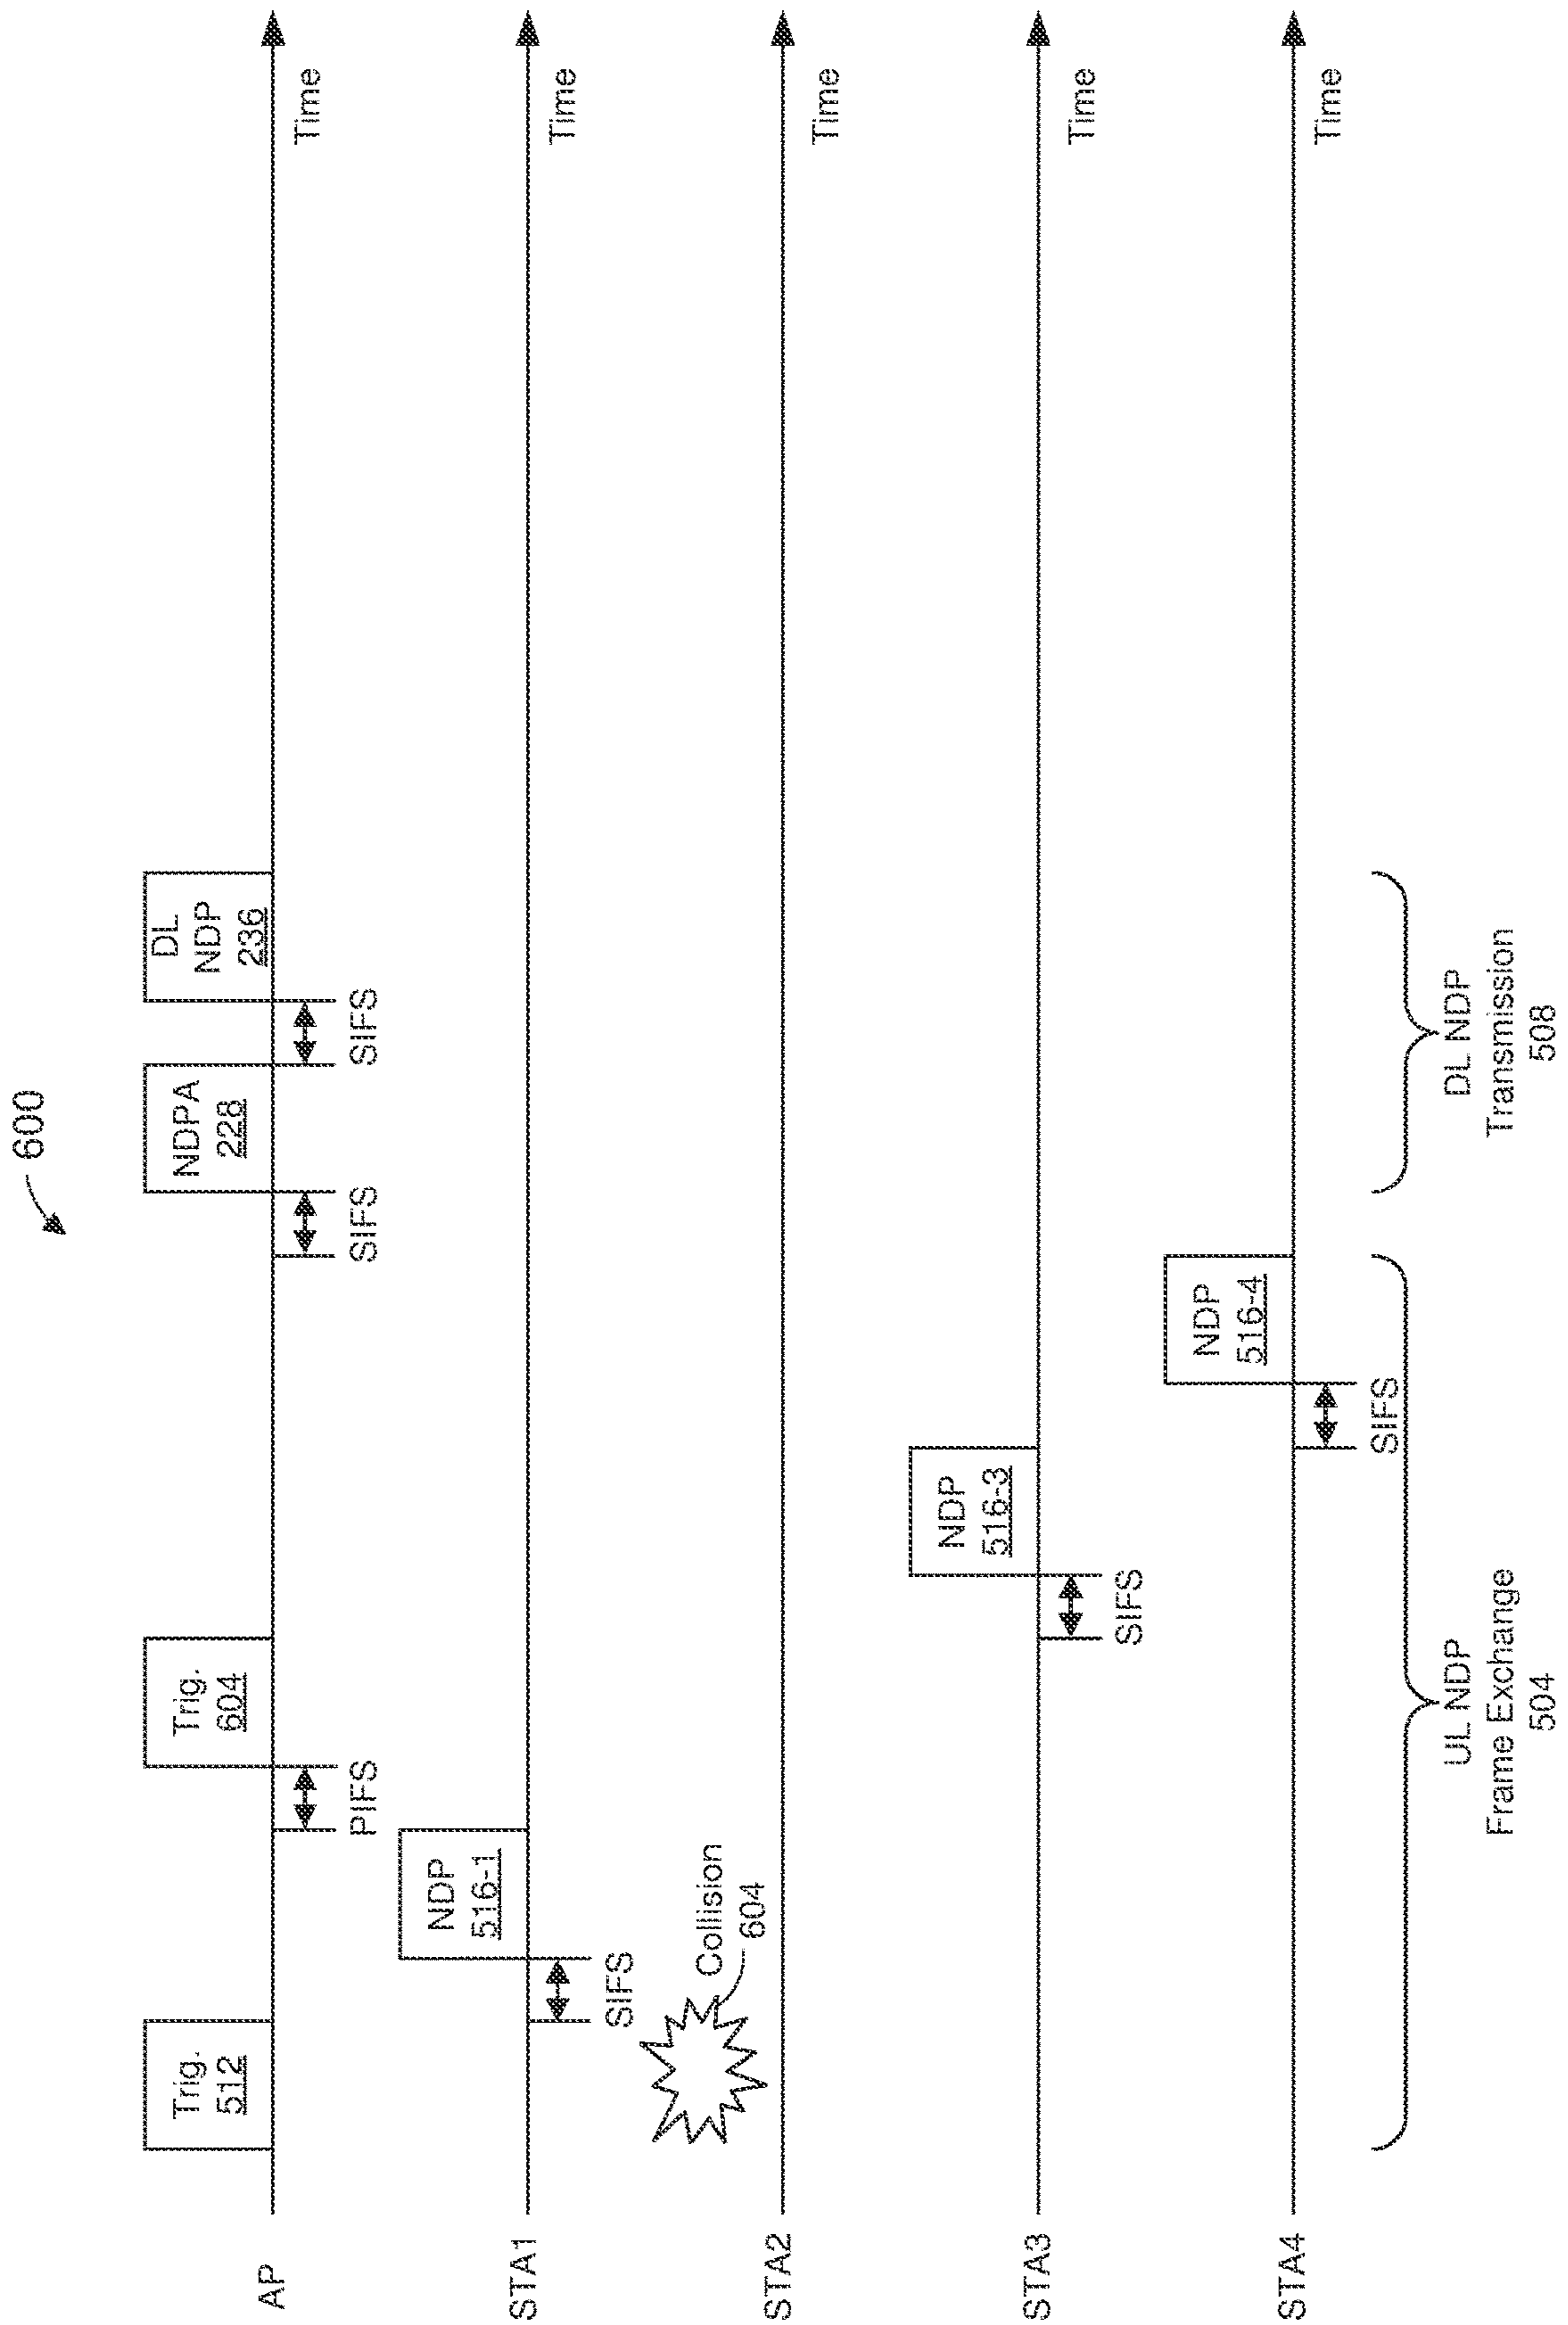 600
AP
Trig.
512
PIFS
Trig.
604
SIFS
NDPA
228
SIFS
DL
NDP
236
Time
STA1
SIFS
NDP
516-1
Time
STA2
Collision
604
Time
STA3
SIFS
NDP
516-3
Time
STA4
SIFS
NDP
516-4
Time
UL NDP
Frame Exchange
504
DL NDP
Transmission
508